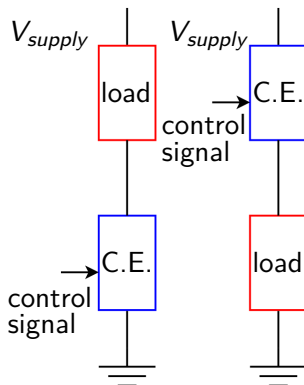 V_supply
load
C.E.
control
signal
V_supply
C.E.
control
signal
load